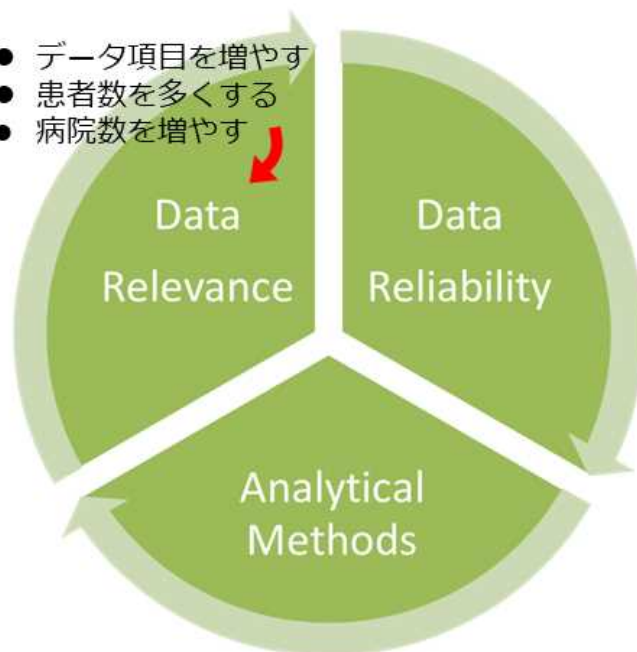 ● データ項目を増やす
● 患者数を多くする
● 病院数を増やす
Data
Relevance
Data
Reliability
Analytical
Methods